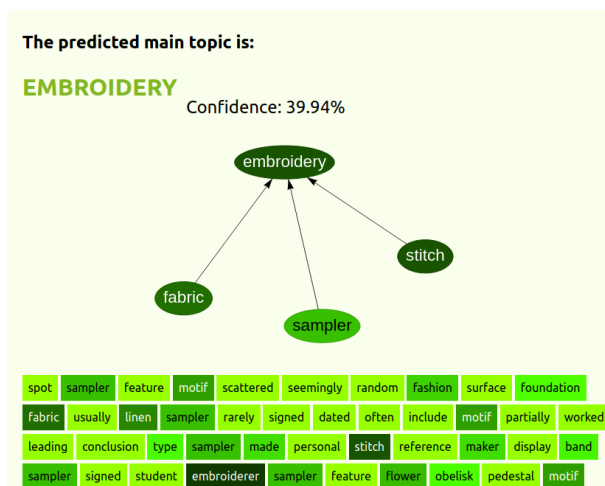 The predicted main topic is:
EMBROIDERY
Confidence: 39.94%
embroidery
stitch
fabric
sampler
spot sampler feature motif scattered seemingly random fashion surface foundation
fabric usually linen sampler rarely signed dated often include motif partially worked
leading conclusion type sampler made personal stitch reference maker display band
sampler signed student embroiderer sampler feature flower obelisk pedestal motif